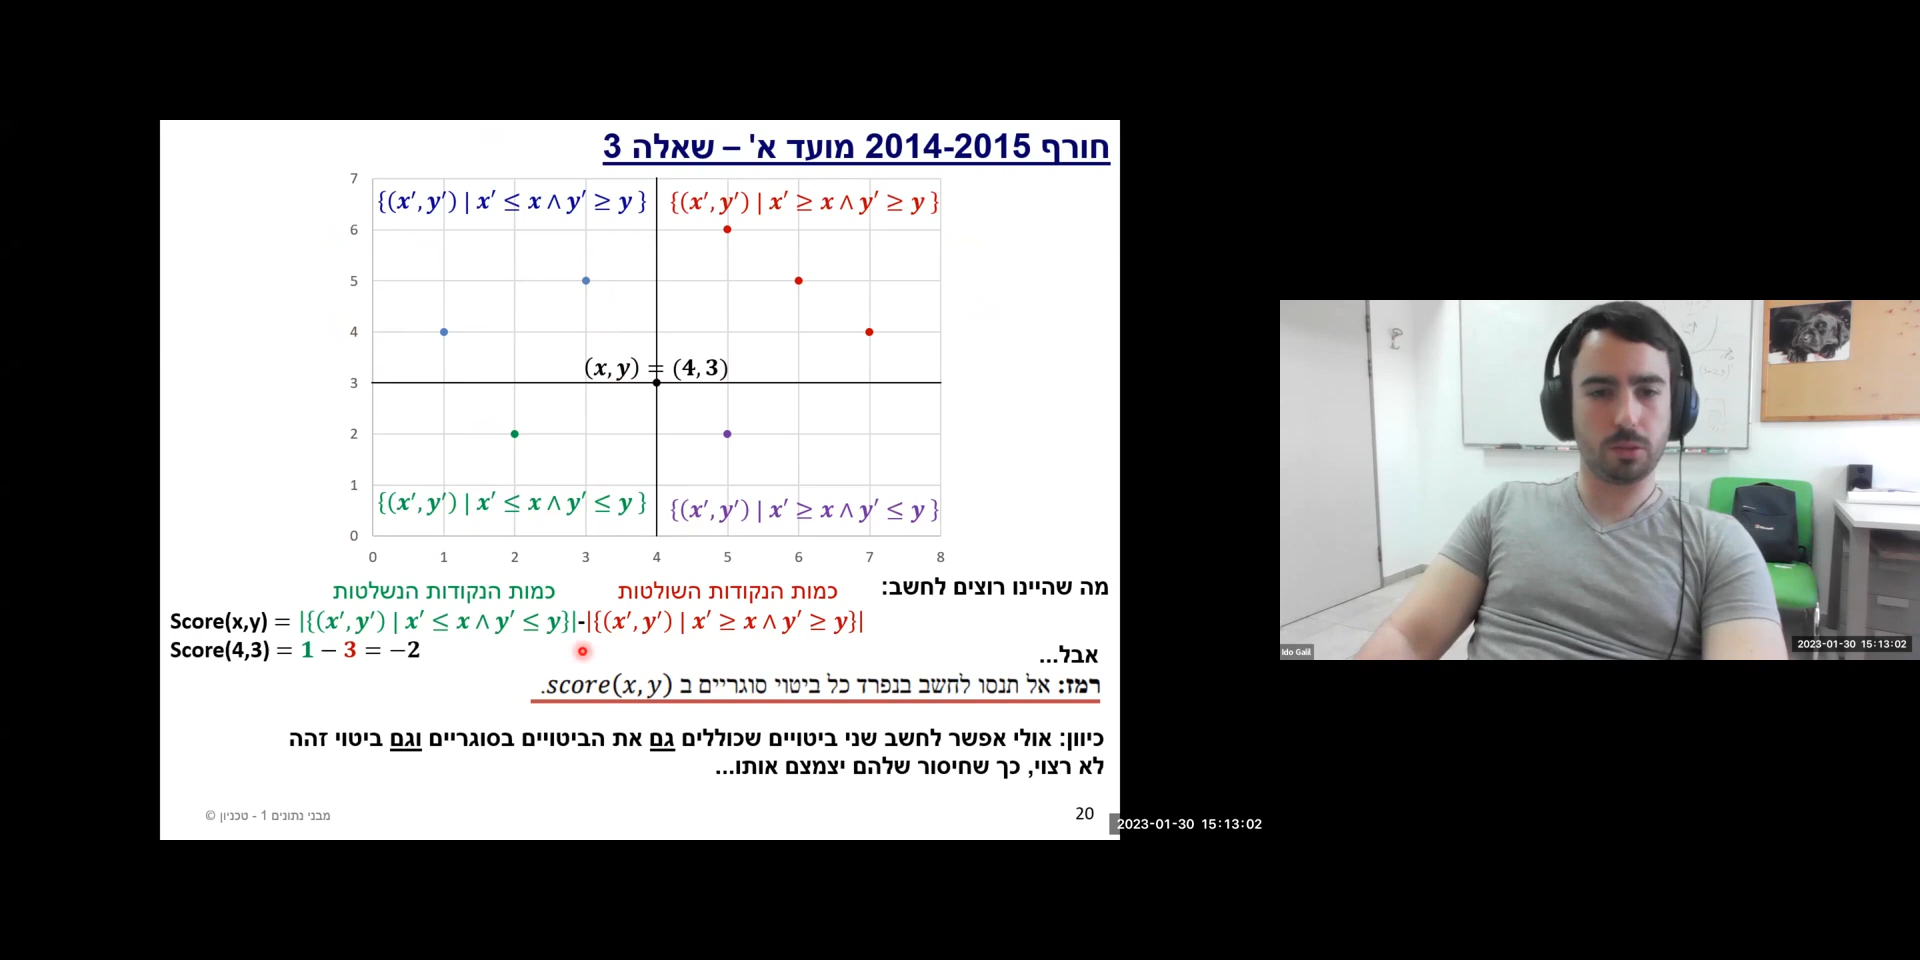 חורף 2014-2015 מועד א' – שאלה 3
7
{(x′, y′) | x′ ≤ x ∧ y′ ≥ y }
{(x′, y′) | x′ ≥ x ∧ y′ ≥ y }
6
5
4
(x, y) = (4, 3)
3
2
1
{(x′, y′) | x′ ≤ x ∧ y′ ≤ y }
{(x′, y′) | x′ ≥ x ∧ y′ ≤ y }
0
0 1 2 3 4 5 6 7 8
מה שהיינו רוצים לחשב:
כמות הנקודות השולטות
כמות הנקודות הנשלטות
Score(x,y) = |{(x′, y′) | x′ ≤ x ∧ y′ ≤ y}|-|{(x′, y′) | x′ ≥ x ∧ y′ ≥ y}|
Score(4,3) = 1 − 3 = −2
אבל...
רמז: אל תנסו לחשב בנפרד כל ביטוי סוגריים ב score(x, y).
כיוון: אולי אפשר לחשב שני ביטויים שכוללים גם את הביטויים בסוגריים וגם ביטוי זהה
לא רצוי, כך שחיסור שלהם יצמצם אותו...
מבני נתונים 1 - טכניון ©
20
2023-01-30 15:13:02
Ido Galil
2023-01-30 15:13:02